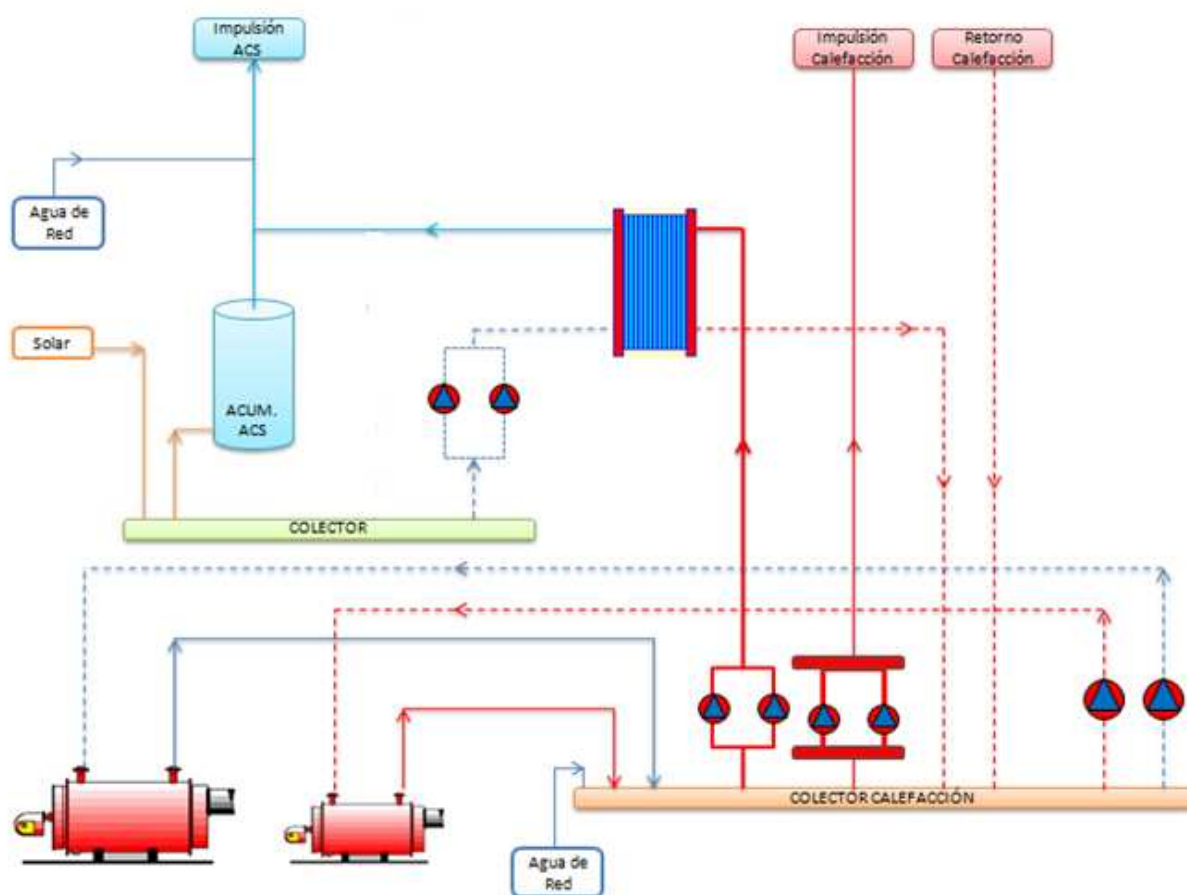 Impulsión
ACS
Impulsión
Calefacción
Retorno
Calefacción
Agua de
Red
Solar
ACUM.
ACS
COLECTOR
COLECTOR CALEFACCIÓN
Agua de
Red